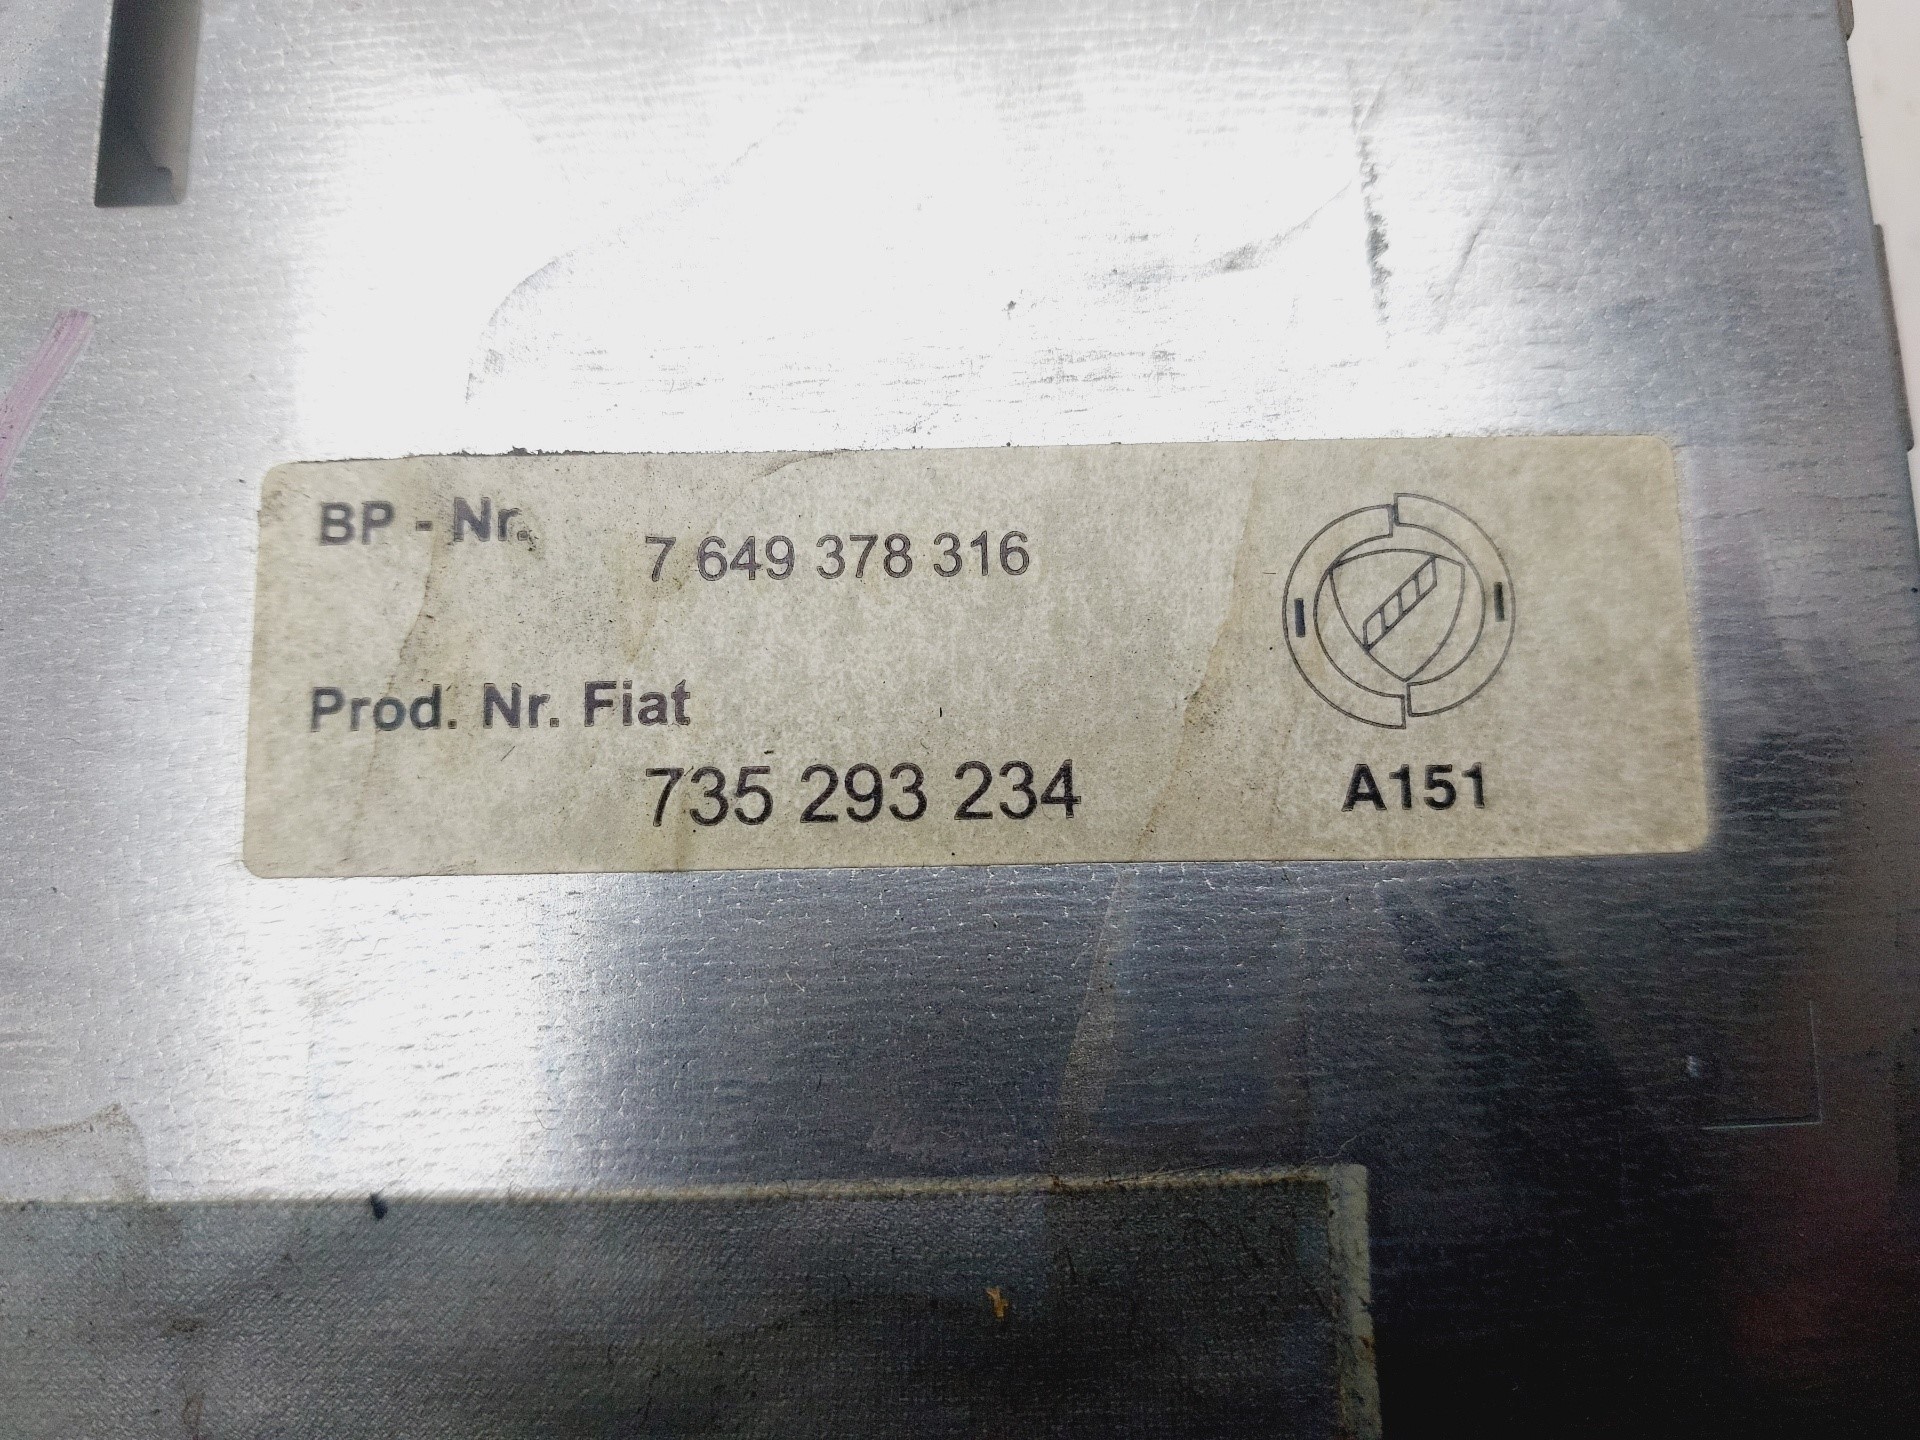 BP - Nr.
7 649 378 316
Prod. Nr. Fiat
735 293 234
A151